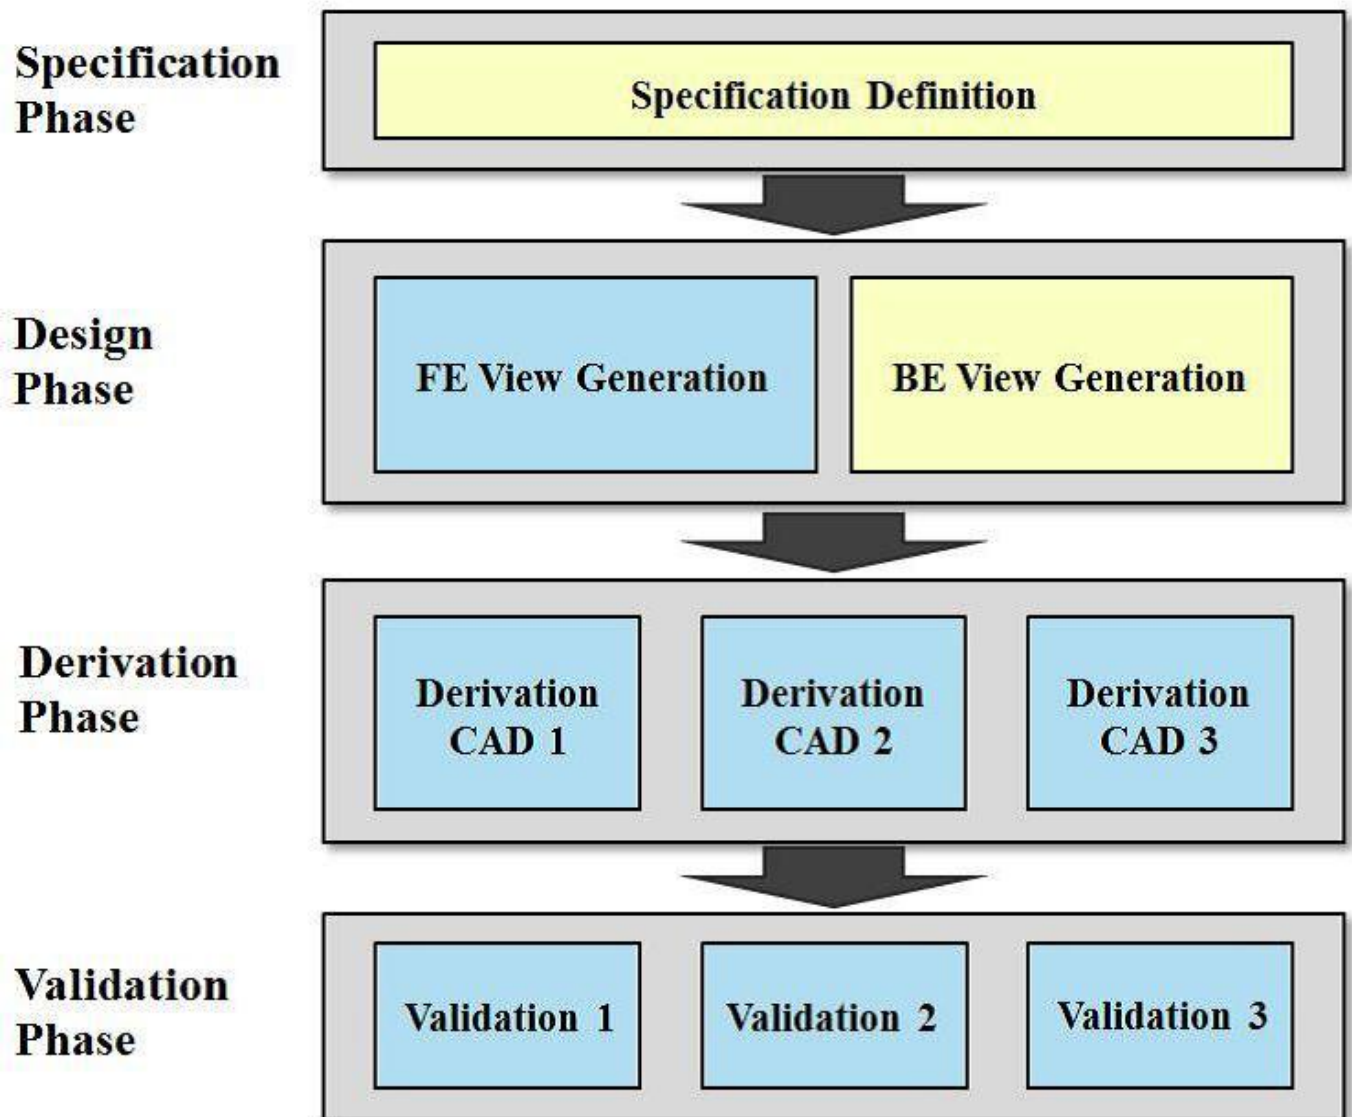 Specification
Phase
Specification Definition
Design
Phase
FE View Generation
BE View Generation
Derivation
Phase
Derivation
CAD 1
Derivation
CAD 2
Derivation
CAD 3
Validation
Phase
Validation 1
Validation 2
Validation 3